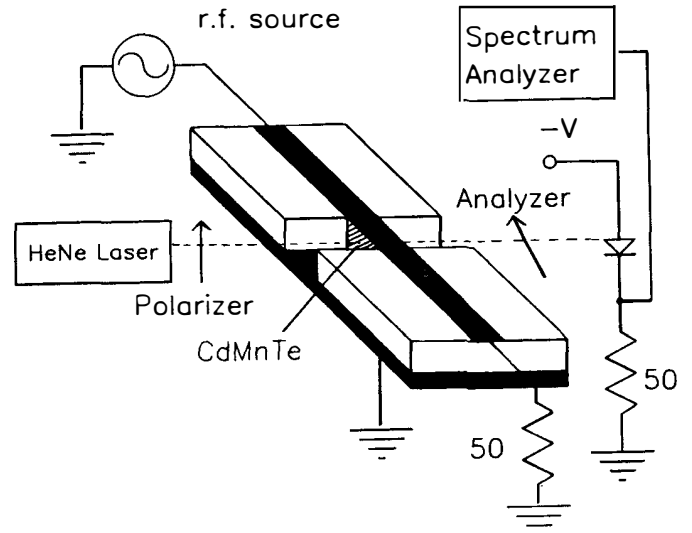 r.f. source
Spectrum
Analyzer
-V
Analyzer
HeNe Laser
Polarizer
CdMnTe
50
50